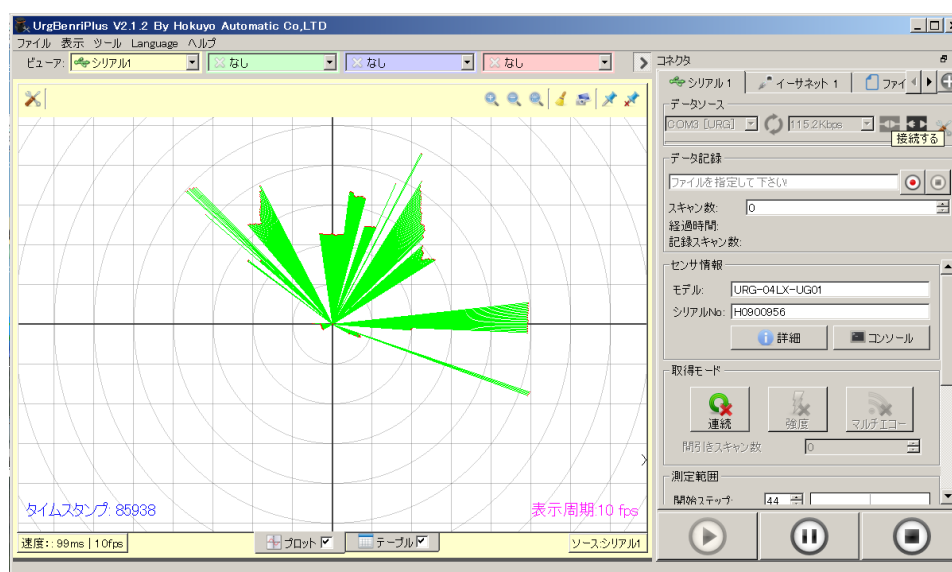 UrgBenriPlus V2.1.2 By Hokuyo Automatic Co,LTD
ファイル 表示 ツール Language ヘルプ
ビューア: シリアル1 なし なし なし
タイムスタンプ: 85938
表示周期:10 fps
速度:: 99ms | 10fps
プロット
テーブル
ソース:シリアル1
コネクタ
シリアル 1 イーサネット 1 ファイ
データソース
COM3 [URG] 115.2Kbps
接続する
データ記録
ファイルを指定して下さい
スキャン数: 0
経過時間:
記録スキャン数:
センサ情報
モデル: URG-04LX-UG01
シリアルNo: H0900956
詳細 コンソール
取得モード
連続 強度 マルチエコー
間引きスキャン数 0
測定範囲
開始ステップ 44